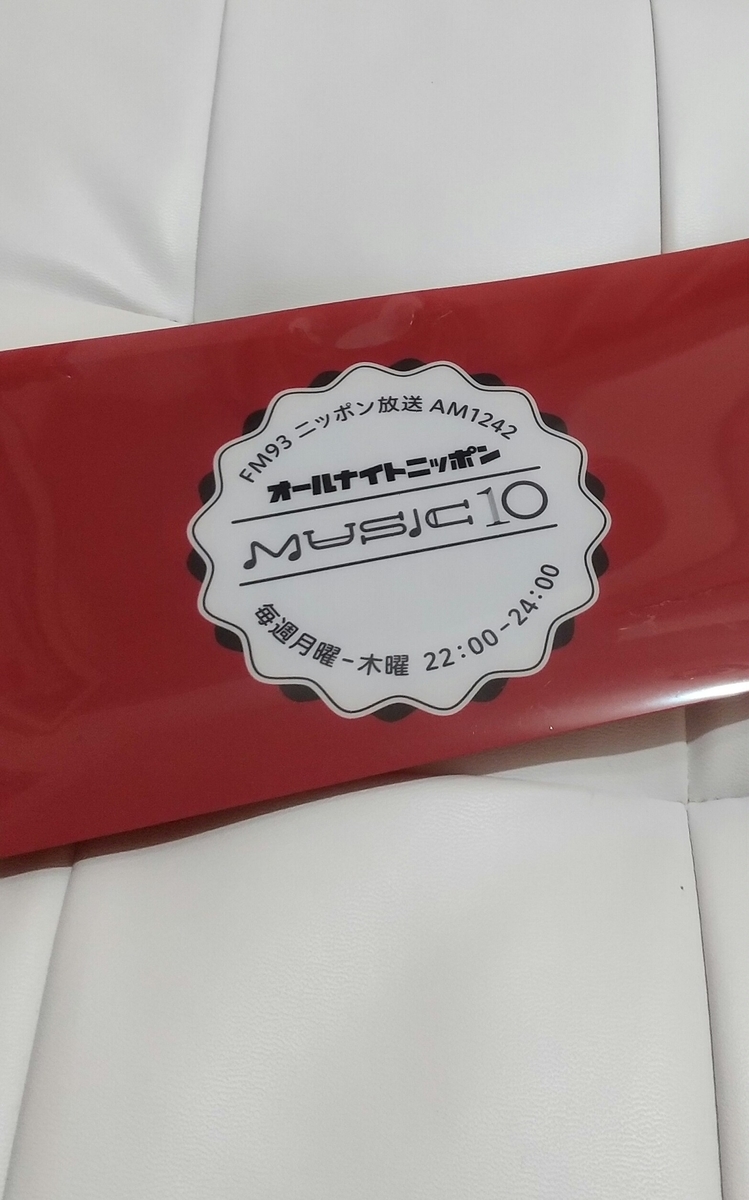 FM93 ニッポン放送 AM1242
オールナイトニッポン
MUSIC10
毎週月曜-木曜 22:00-24:00